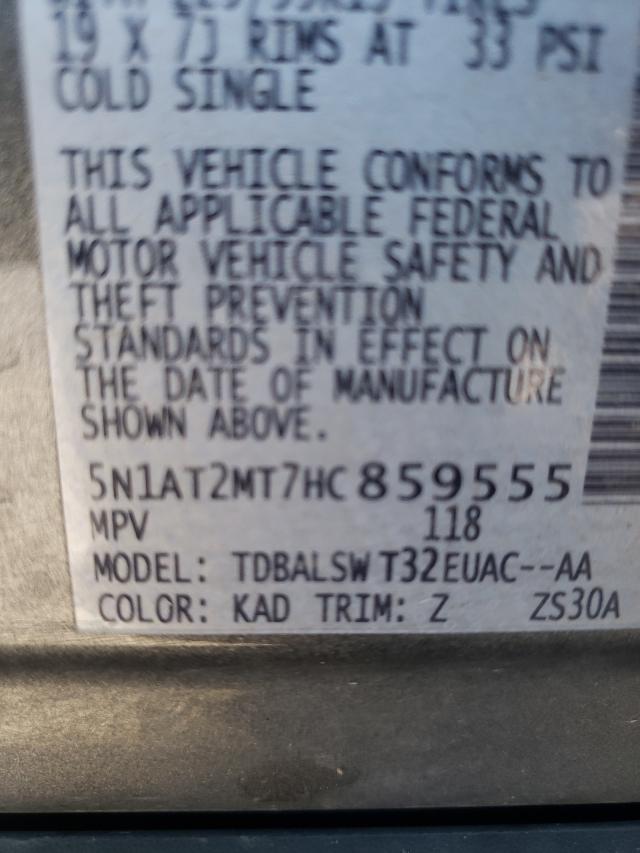 19 X 7J RIMS AT 33 PSI
COLD SINGLE
THIS VEHICLE CONFORMS TO
ALL APPLICABLE FEDERAL
MOTOR VEHICLE SAFETY AND
THEFT PREVENTION
STANDARDS IN EFFECT ON
THE DATE OF MANUFACTURE
SHOWN ABOVE.
5N1AT2MT7HC859555
MPV 118
MODEL: TDBALSW T32EUAC--AA
COLOR: KAD TRIM: Z ZS30A